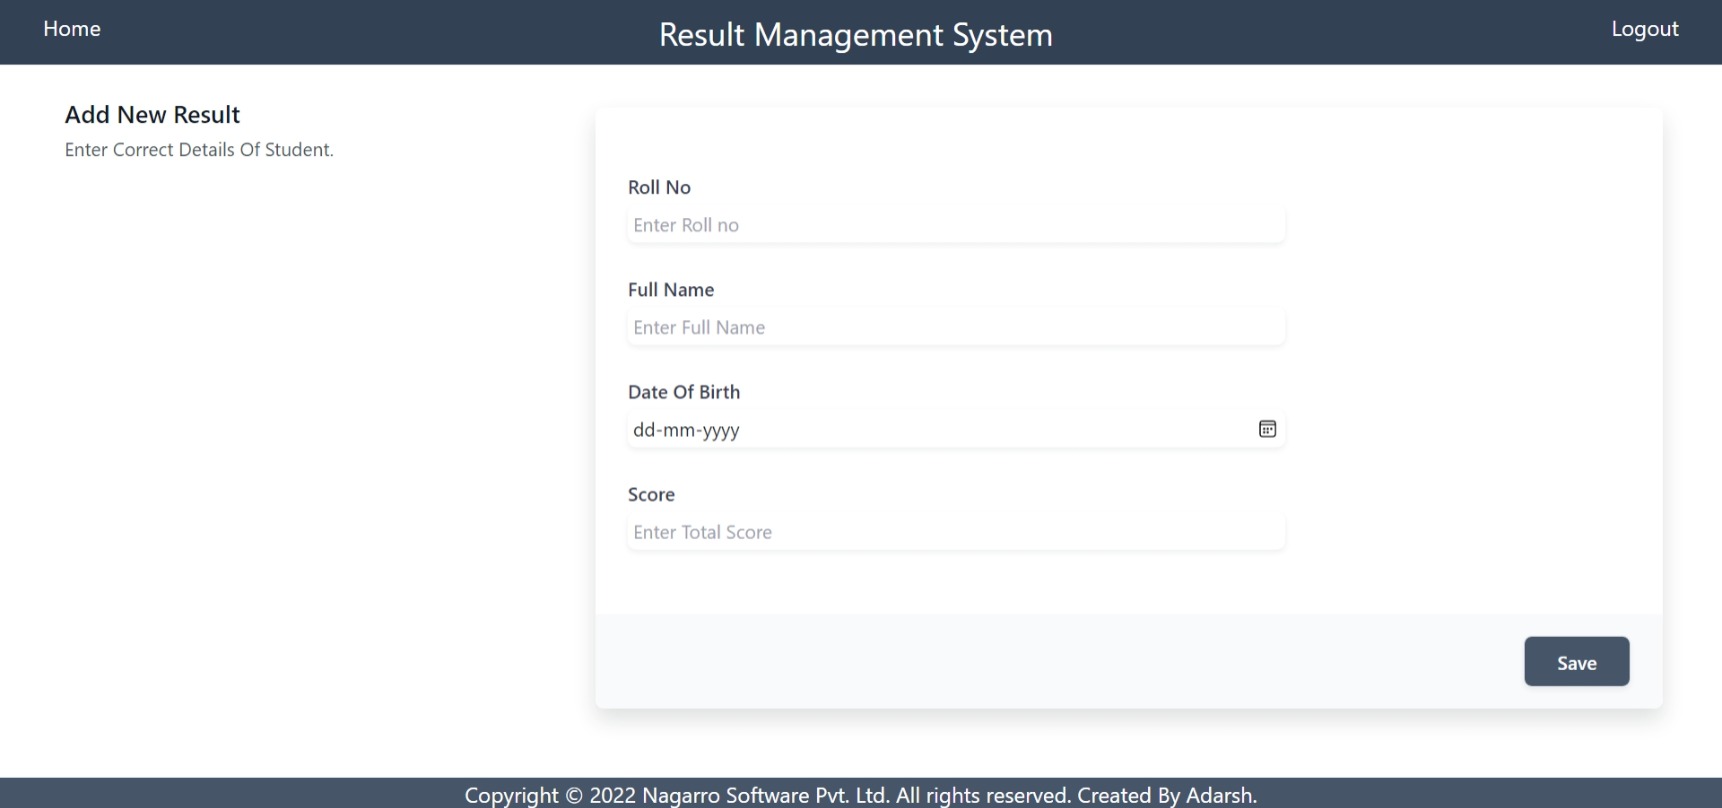 Home
Result Management System
Logout
Add New Result
Enter Correct Details Of Student.
Roll No
Enter Roll no
Full Name
Enter Full Name
Date Of Birth
dd-mm-yyyy
Score
Enter Total Score
Save
Copyright © 2022 Nagarro Software Pvt. Ltd. All rights reserved. Created By Adarsh.